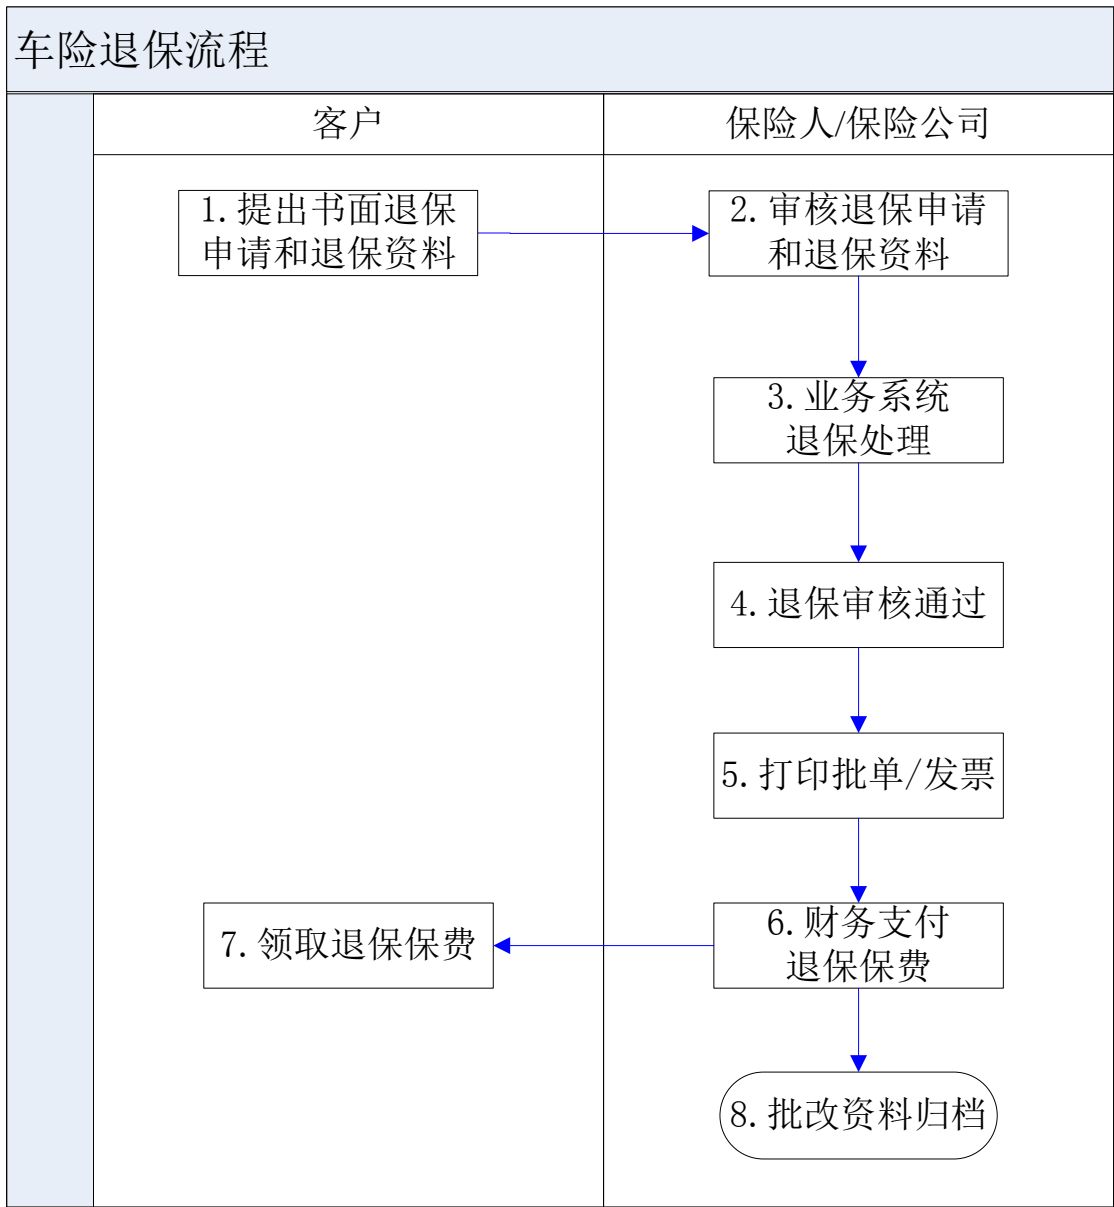 车险退保流程
客户
保险人/保险公司
1.提出书面退保
申请和退保资料
2.审核退保申请
和退保资料
3.业务系统
退保处理
4.退保审核通过
5.打印批单/发票
6.财务支付
退保保费
7.领取退保保费
8.批改资料归档